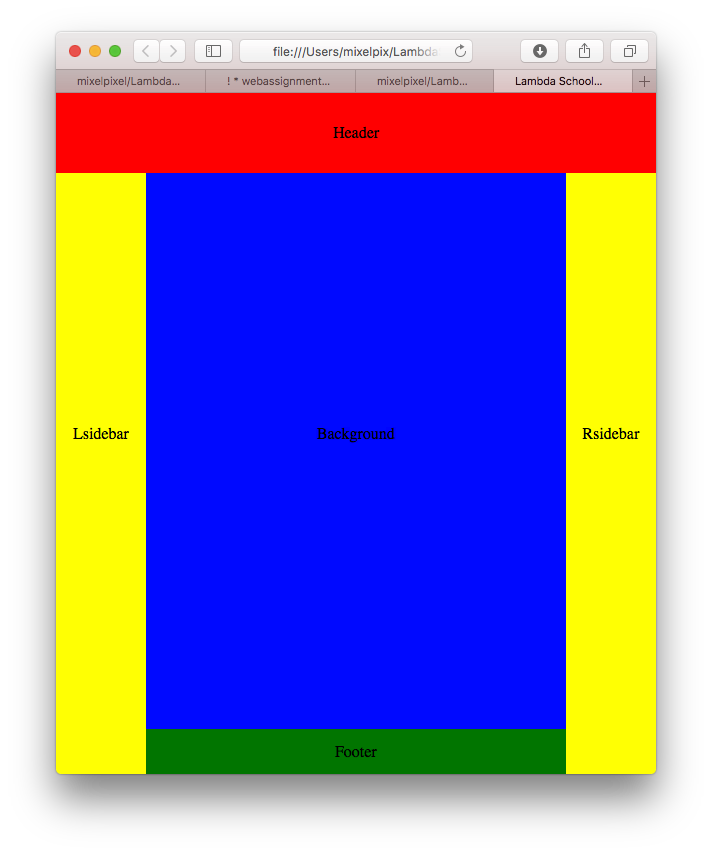 file:///Users/mixelpix/Lambda
mixelpixel/Lambda...
! * webassignment...
mixelpixel/Lamb...
Lambda School...
Header
Lsidebar
Background
Rsidebar
Footer